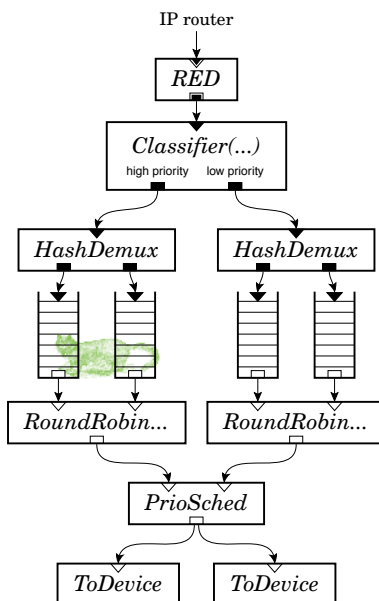 IP router
RED
Classifier(...)
high priority low priority
HashDemux HashDemux
RoundRobin... RoundRobin...
PrioSched
ToDevice ToDevice